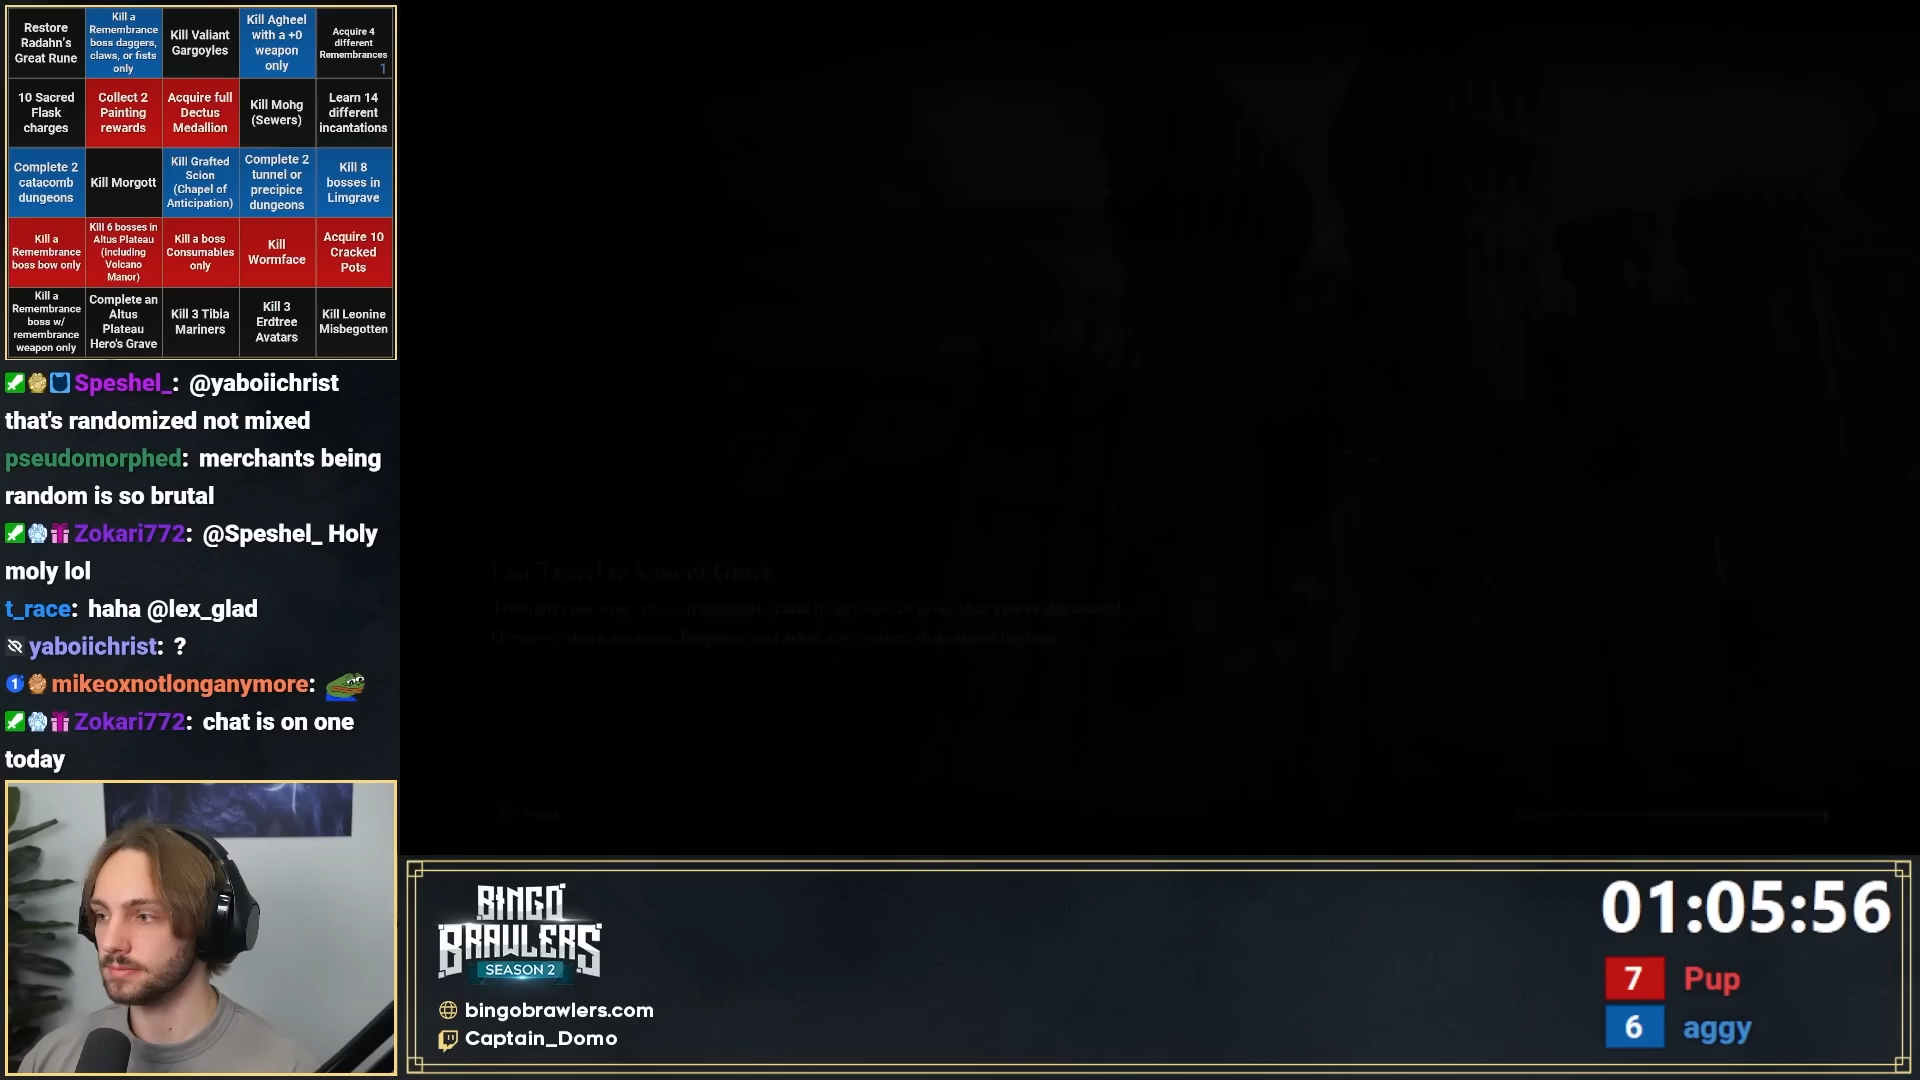 Restore
Radahn's
Great Rune
Kill a
Remembrance
boss daggers,
claws, or fists
only
Kill Valiant
Gargoyles
Kill Agheel
with a +0
weapon
only
Acquire 4
different
Remembrances
1
10 Sacred
Flask
charges
Collect 2
Painting
rewards
Acquire full
Dectus
Medallion
Kill Mohg
(Sewers)
Learn 14
different
incantations
Complete 2
catacomb
dungeons
Kill Morgott
Kill Grafted
Scion
(Chapel of
Anticipation)
Complete 2
tunnel or
precipice
dungeons
Kill 8
bosses in
Limgrave
Kill a
Remembrance
boss bow only
Kill 6 bosses in
Altus Plateau
(including
Volcano
Manor)
Kill a boss
Consumables
only
Kill
Wormface
Acquire 10
Cracked
Pots
Kill a
Remembrance
boss w/
remembrance
weapon only
Complete an
Altus
Plateau
Hero's Grave
Kill 3 Tibia
Mariners
Kill 3
Erdtree
Avatars
Kill Leonine
Misbegotten
Speshel_: @yaboiichrist
that's randomized not mixed
pseudomorphed: merchants being
random is so brutal
Zokari772: @Speshel_ Holy
moly lol
t_race: haha @lex_glad
yaboiichrist: ?
1 mikeoxnotlonganymore:
Zokari772: chat is on one
today
Fast Travel to Sites of Grace
BINGO
BRAWLERS
SEASON 2
bingobrawlers.com
Captain_Domo
01:05:56
7 Pup
6 aggy